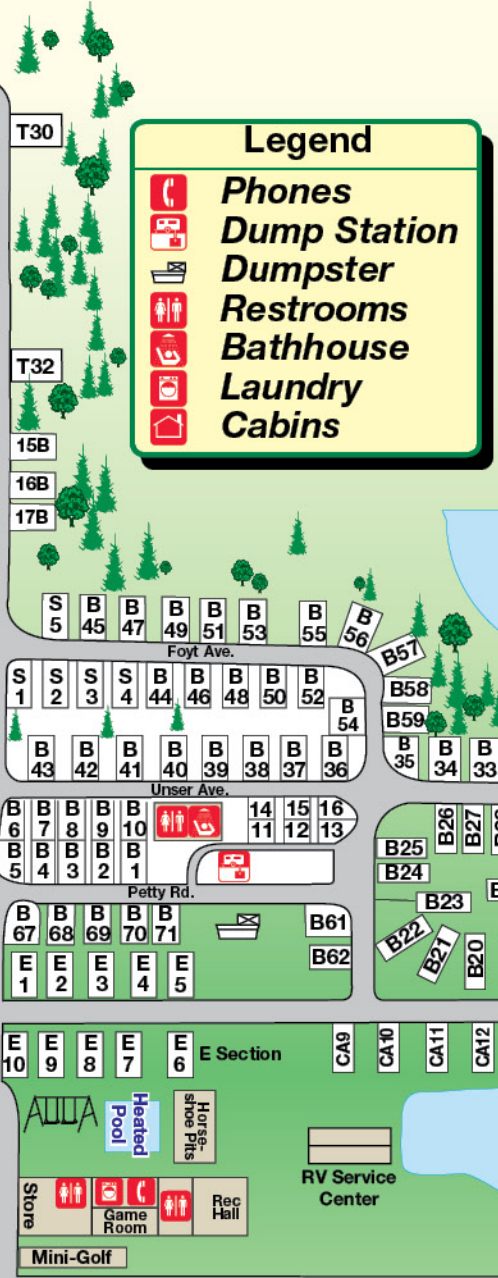 T30
Legend
Phones
Dump Station
Dumpster
Restrooms
Bathhouse
Laundry
Cabins
T32
15B
16B
17B
S 5
B 45
B 47
B 49
B 51
B 53
B 55
B 56
B57
Foyt Ave.
S 1
S 2
S 3
S 4
B 44
B 46
B 48
B 50
B 52
B58
B 54
B59
B 43
B 42
B 41
B 40
B 39
B 38
B 37
B 36
B 35
B 34
B 33
Unser Ave.
B 6
B 7
B 8
B 9
B 10
14
15
16
11
12
13
B26
B27
B 5
B 4
B 3
B 2
B 1
B25
B24
Petty Rd.
B23
B 67
B 68
B 69
B 70
B 71
B61
B22
B21
B20
B62
E 1
E 2
E 3
E 4
E 5
E 10
E 9
E 8
E 7
E 6
E Section
CA9
CA10
CA11
CA12
Heated
Pool
Horse-
shoe Pits
RV Service
Center
Store
Game
Room
Rec
Hall
Mini-Golf